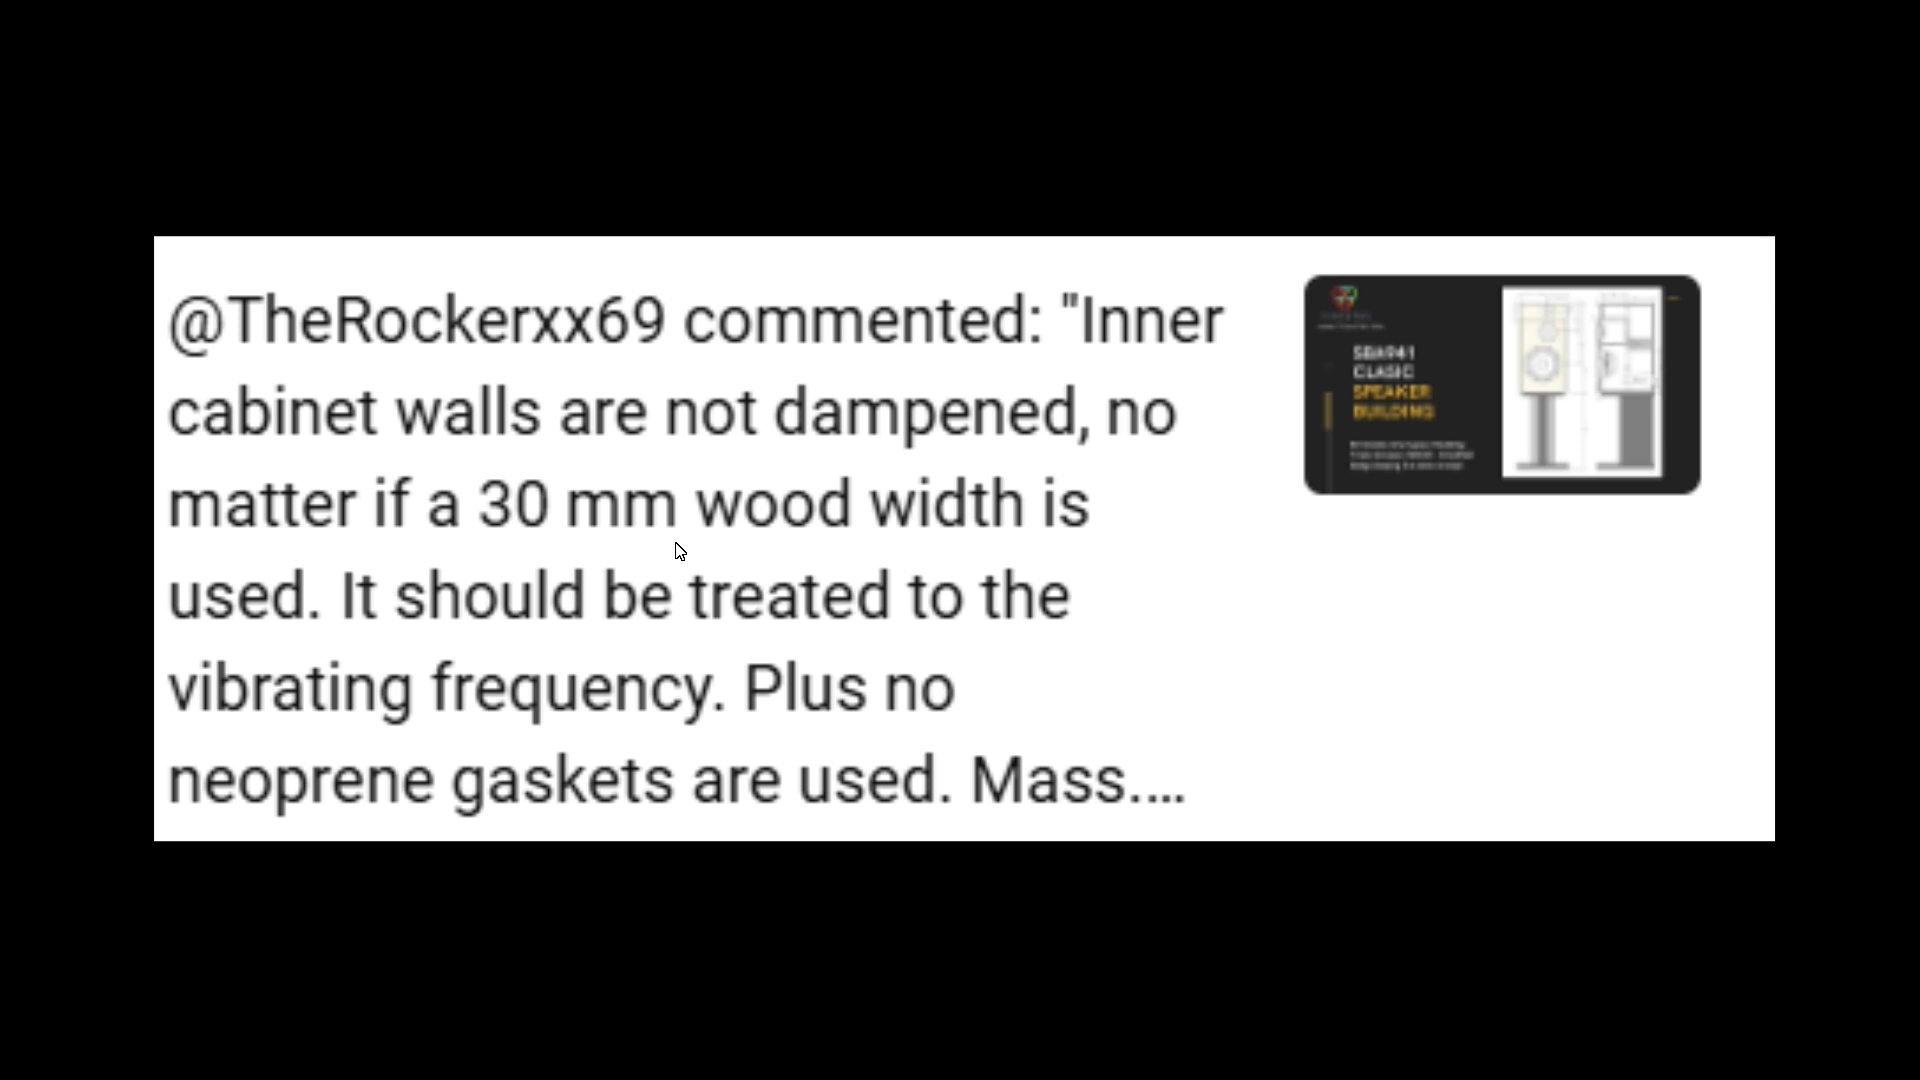 @TheRockerxx69 commented: "Inner
cabinet walls are not dampened, no
matter if a 30 mm wood width is
used. It should be treated to the
vibrating frequency. Plus no
neoprene gaskets are used. Mass....
SBA941
CLASIC
SPEAKER
BUILDING